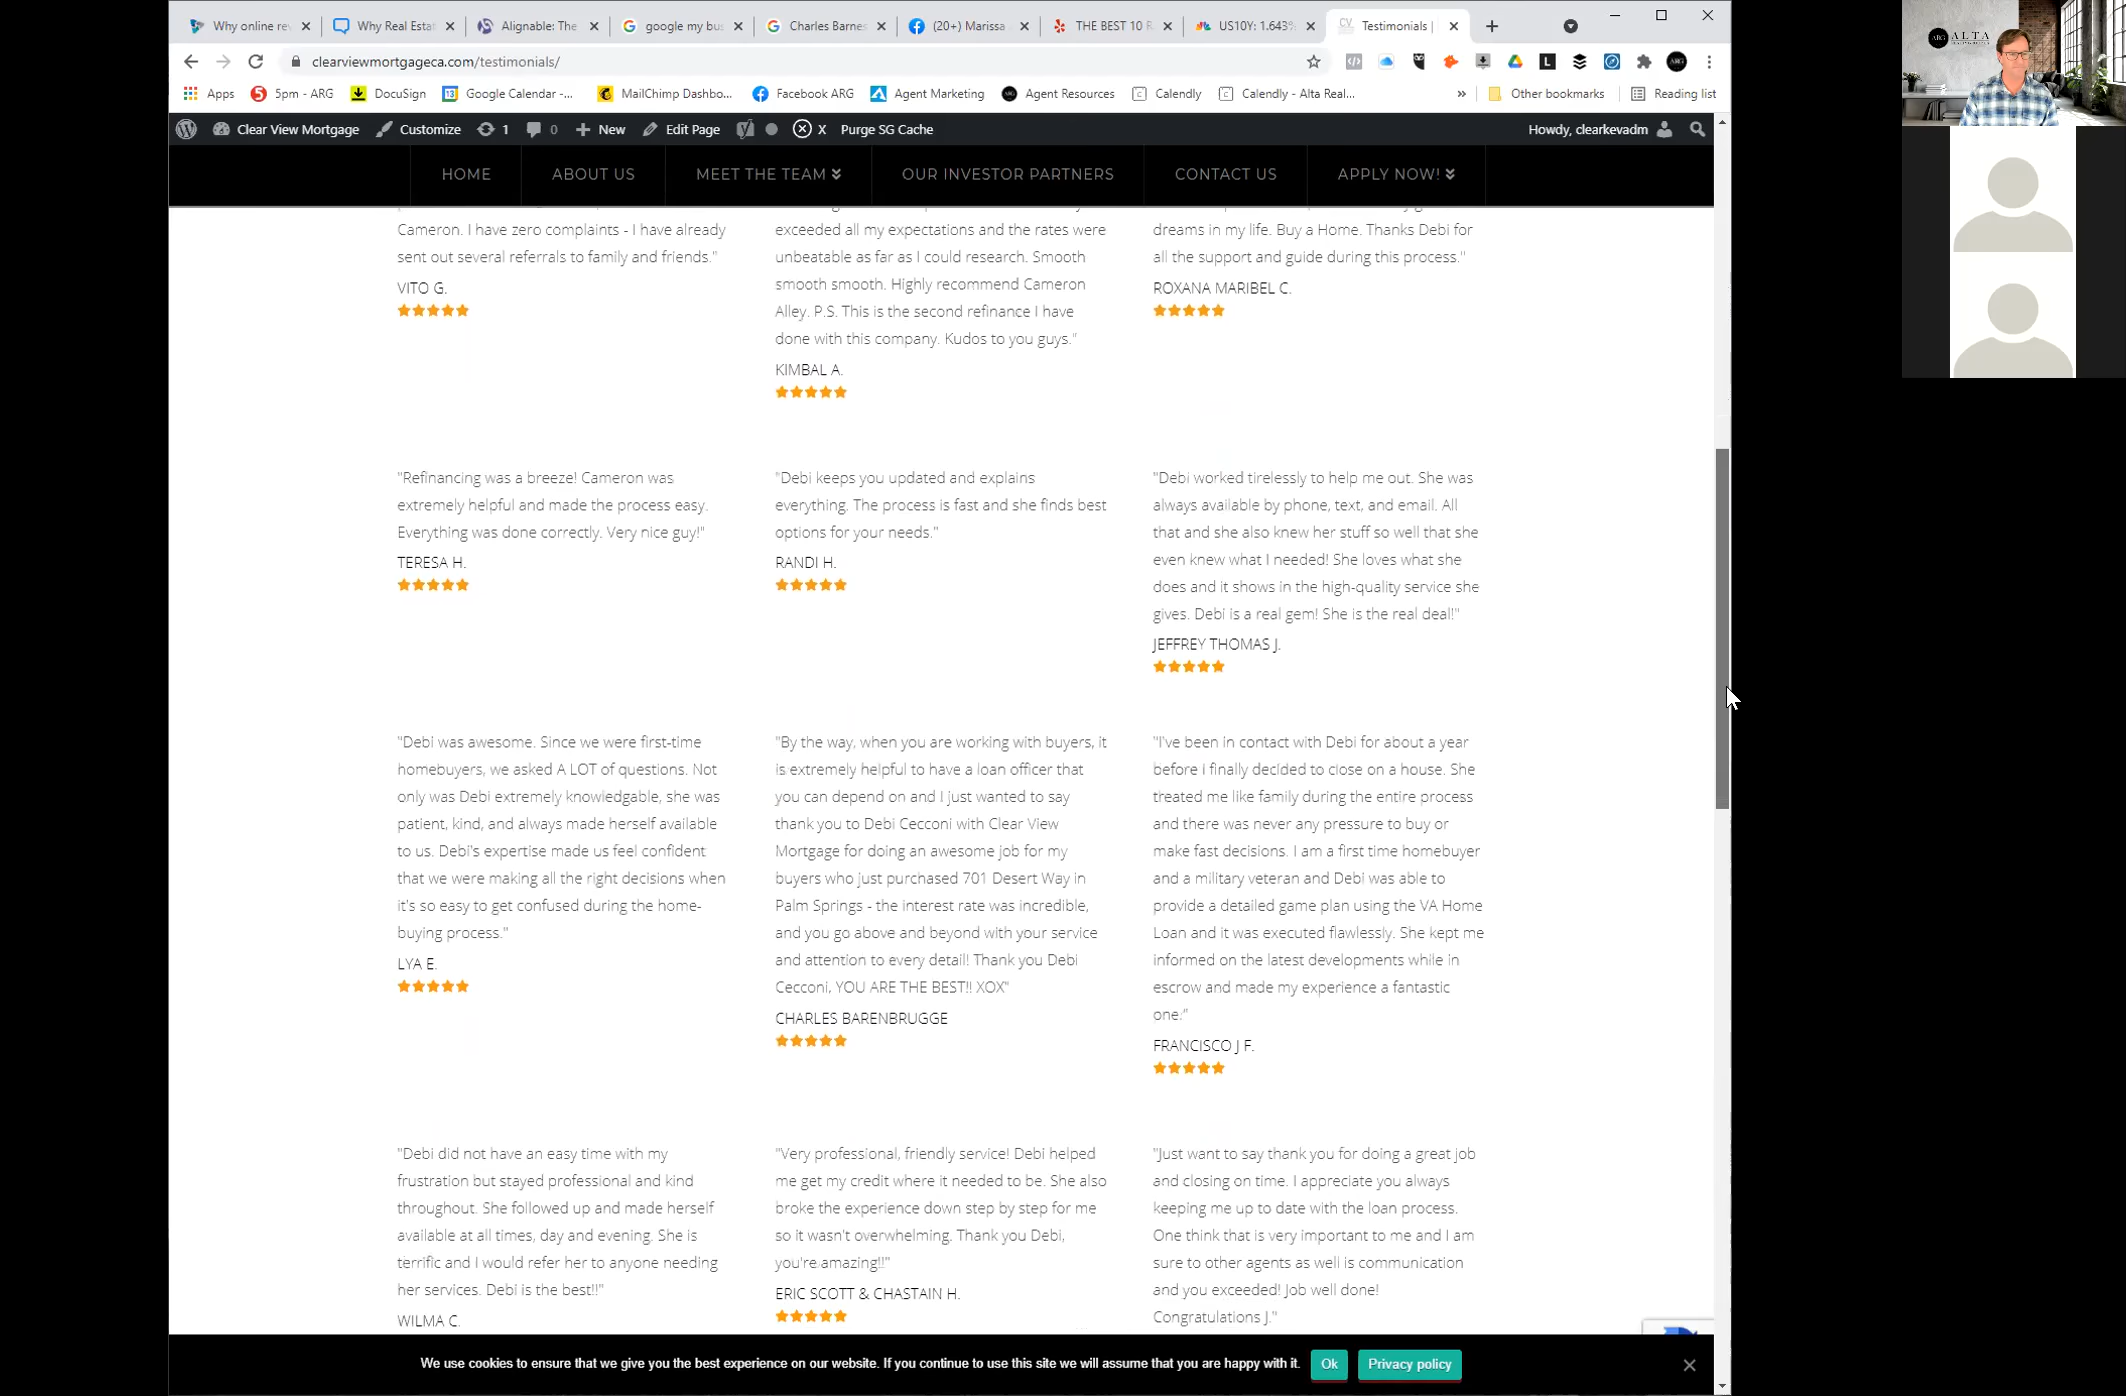 Why online re
Why Real Esta
Alignable: The
google my bus
Charles Barnes
(20+) Marissa
THE BEST 10 R
US10Y: 1.643%
Testimonials |
clearviewmortgageca.com/testimonials/
Apps
5pm - ARG
DocuSign
Google Calendar -...
MailChimp Dashbo...
Facebook ARG
Agent Marketing
Agent Resources
Calendly
Calendly - Alta Real...
»
Other bookmarks
Reading list
Clear View Mortgage
Customize
1
0
New
Edit Page
X
Purge SG Cache
Howdy, clearkevadm
HOME
ABOUT US
MEET THE TEAM
OUR INVESTOR PARTNERS
CONTACT US
APPLY NOW!
Cameron. I have zero complaints - I have already
sent out several referrals to family and friends."
VITO G.
exceeded all my expectations and the rates were
unbeatable as far as I could research. Smooth
smooth smooth. Highly recommend Cameron
Alley. P.S. This is the second refinance I have
done with this company. Kudos to you guys."
KIMBAL A.
dreams in my life. Buy a Home. Thanks Debi for
all the support and guide during this process."
ROXANA MARIBEL C.
"Refinancing was a breeze! Cameron was
extremely helpful and made the process easy.
Everything was done correctly. Very nice guy!"
TERESA H.
"Debi keeps you updated and explains
everything. The process is fast and she finds best
options for your needs."
RANDI H.
"Debi worked tirelessly to help me out. She was
always available by phone, text, and email. All
that and she also knew her stuff so well that she
even knew what I needed! She loves what she
does and it shows in the high-quality service she
gives. Debi is a real gem! She is the real deal!"
JEFFREY THOMAS J.
"Debi was awesome. Since we were first-time
homebuyers, we asked A LOT of questions. Not
only was Debi extremely knowledgable, she was
patient, kind, and always made herself available
to us. Debi's expertise made us feel confident
that we were making all the right decisions when
it's so easy to get confused during the home-
buying process."
LYA E.
"By the way, when you are working with buyers, it
is extremely helpful to have a loan officer that
you can depend on and I just wanted to say
thank you to Debi Cecconi with Clear View
Mortgage for doing an awesome job for my
buyers who just purchased 701 Desert Way in
Palm Springs - the interest rate was incredible,
and you go above and beyond with your service
and attention to every detail! Thank you Debi
Cecconi, YOU ARE THE BEST!! XOX"
CHARLES BARENBRUGGE
"I've been in contact with Debi for about a year
before i finally decided to close on a house. She
treated me like family during the entire process
and there was never any pressure to buy or
make fast decisions. I am a first time homebuyer
and a military veteran and Debi was able to
provide a detailed game plan using the VA Home
Loan and it was executed flawlessly. She kept me
informed on the latest developments while in
escrow and made my experience a fantastic
one."
FRANCISCO J F.
"Debi did not have an easy time with my
frustration but stayed professional and kind
throughout. She followed up and made herself
available at all times, day and evening. She is
terrific and I would refer her to anyone needing
her services. Debi is the best!!"
WILMA C.
"Very professional, friendly service! Debi helped
me get my credit where it needed to be. She also
broke the experience down step by step for me
so it wasn't overwhelming. Thank you Debi,
you're amazing!!"
ERIC SCOTT & CHASTAIN H.
"Just want to say thank you for doing a great job
and closing on time. I appreciate you always
keeping me up to date with the loan process.
One think that is very important to me and I am
sure to other agents as well is communication
and you exceeded! Job well done!
Congratulations J."
We use cookies to ensure that we give you the best experience on our website. If you continue to use this site we will assume that you are happy with it.
Ok
Privacy policy
ARG
ALTA